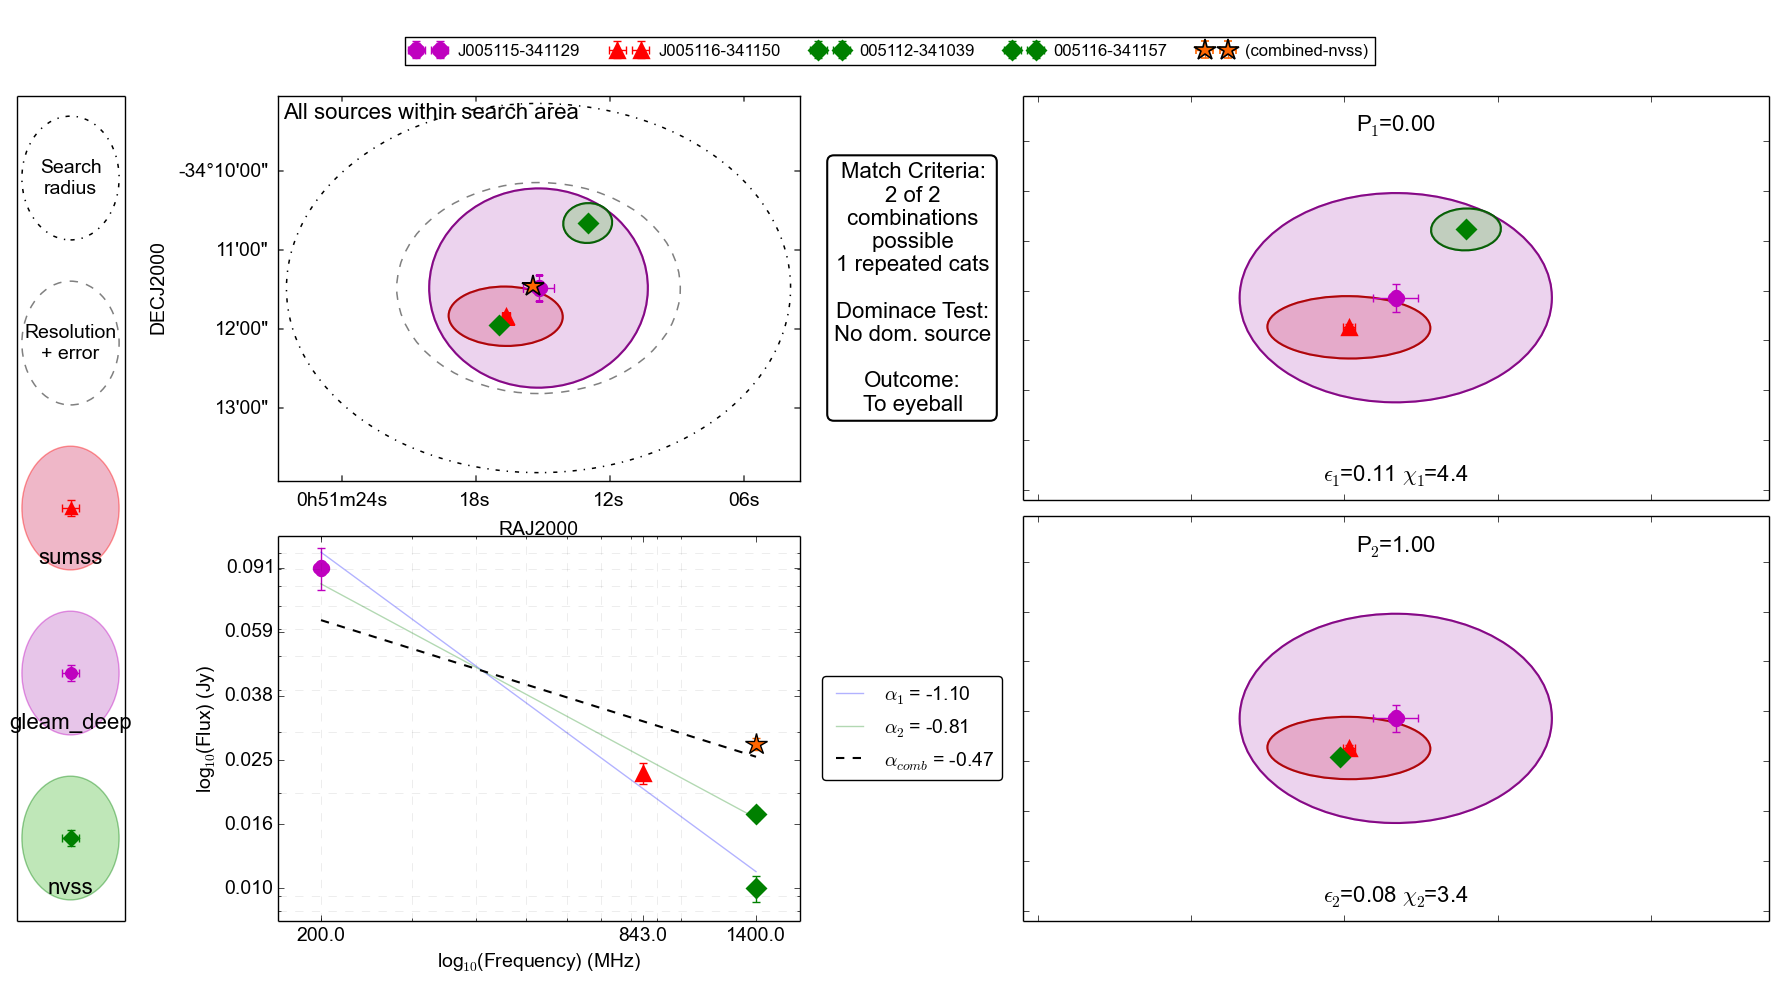 J005115-341129
J005116-341150
005112-341039
005116-341157
(combined-nvss)
Search
radius
Resolution
+ error
sumss
gleam_deep
nvss
All sources within search area
DECJ2000
-34°10'00"
11'00"
12'00"
13'00"
0h51m24s
18s
12s
06s
RAJ2000
Match Criteria:
2 of 2
combinations
possible
1 repeated cats
Dominace Test:
No dom. source
Outcome:
To eyeball
P₁=0.00
ϵ₁=0.11 χ₁=4.4
log₁₀(Flux) (Jy)
0.091
0.059
0.038
0.025
0.016
0.010
200.0
843.0
1400.0
log₁₀(Frequency) (MHz)
α₁ = -1.10
α₂ = -0.81
α_comb = -0.47
P₂=1.00
ϵ₂=0.08 χ₂=3.4